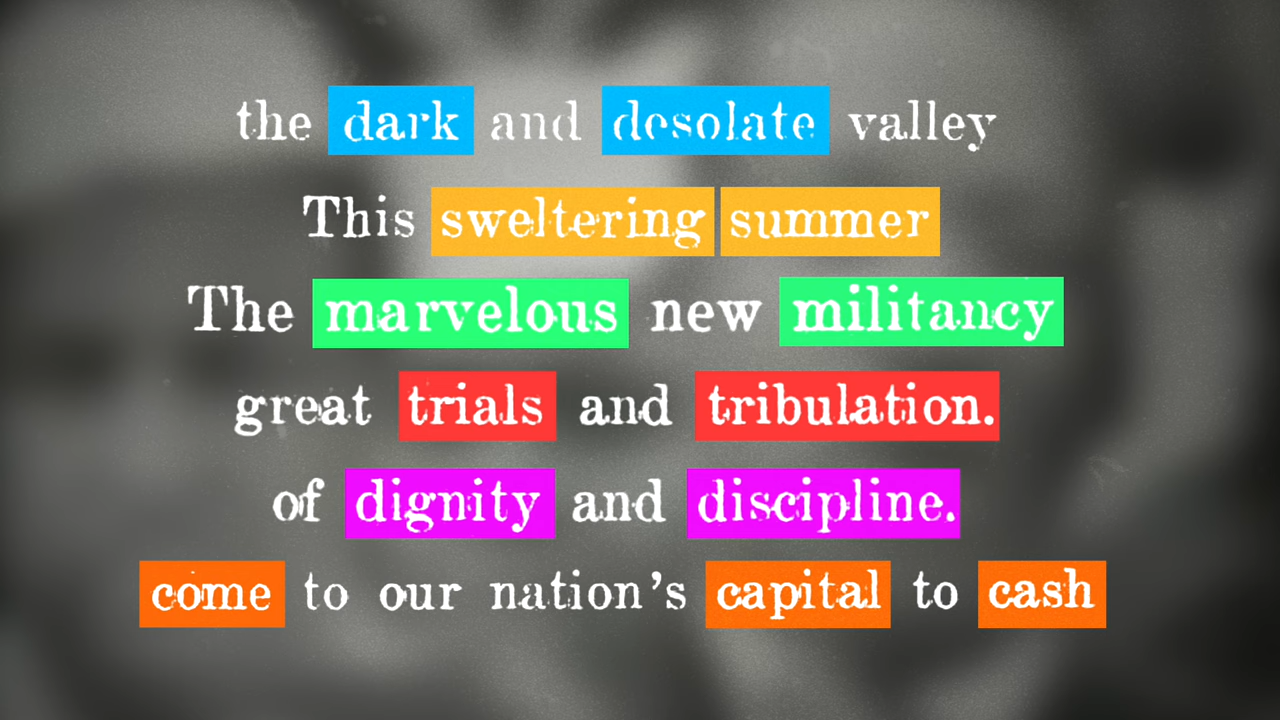 the dark and desolate valley
This sweltering summer
The marvelous new militancy
great trials and tribulation.
of dignity and discipline.
come to our nation's capital to cash